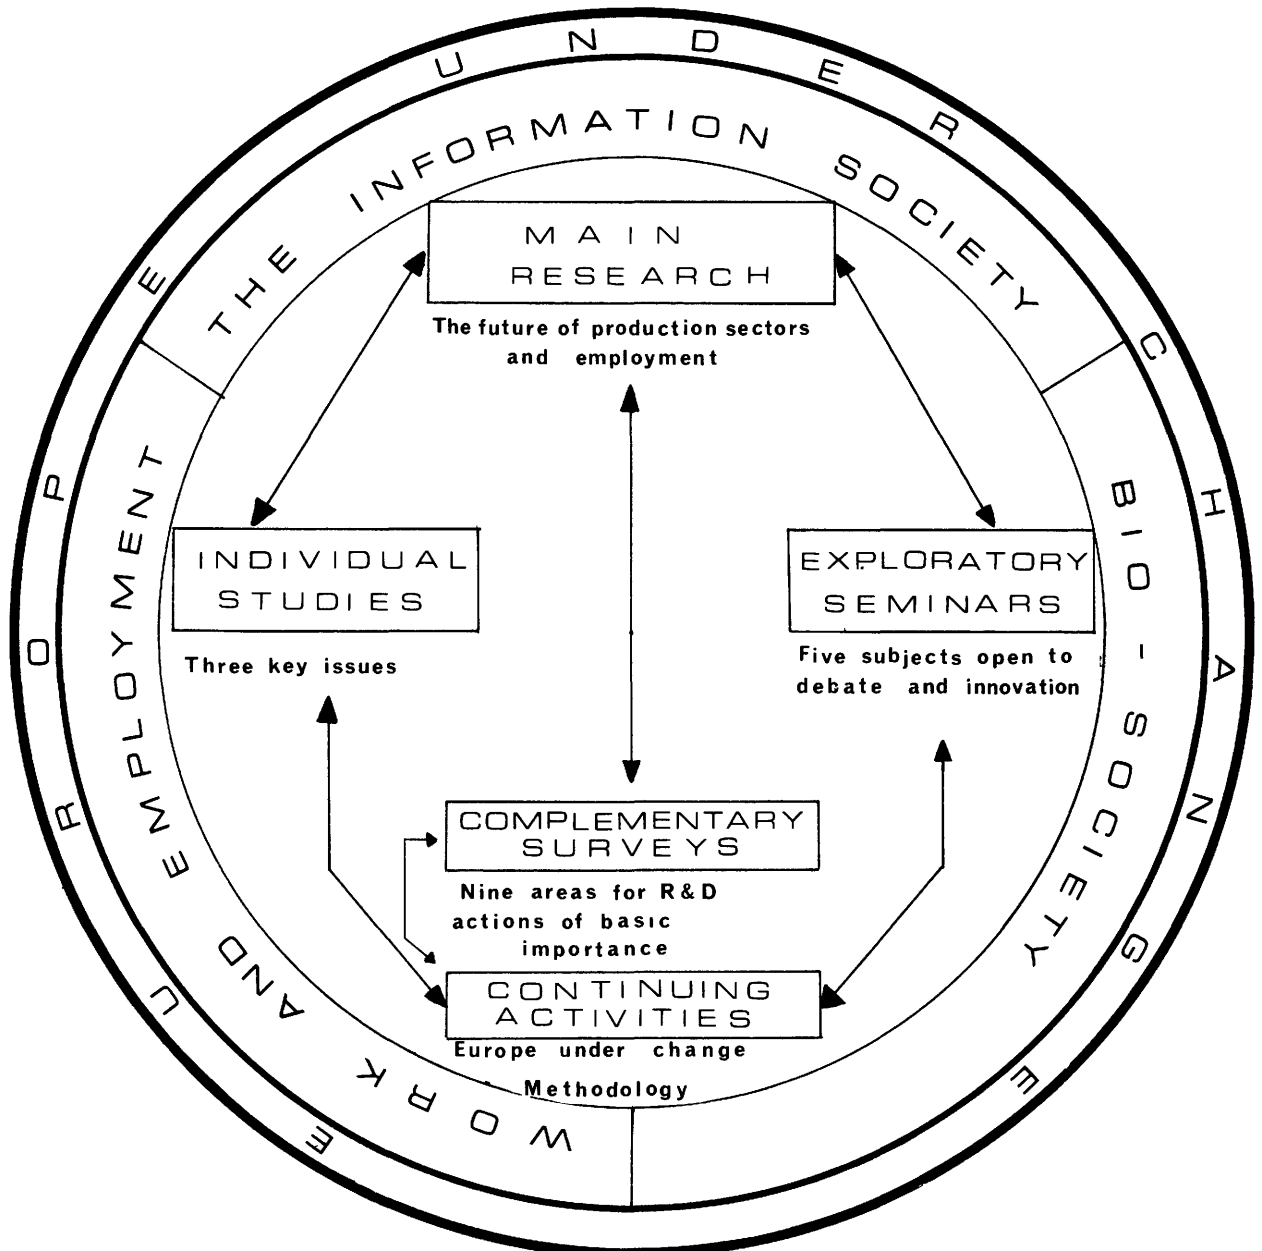 EUROPE UNDER CHANGE
THE INFORMATION SOCIETY
BIO - SOCIETY
WORK AND EMPLOYMENT
MAIN
RESEARCH
The future of production sectors
and employment
INDIVIDUAL
STUDIES
Three key issues
EXPLORATORY
SEMINARS
Five subjects open to
debate and innovation
COMPLEMENTARY
SURVEYS
Nine areas for R&D
actions of basic
importance
CONTINUING
ACTIVITIES
Europe under change
Methodology